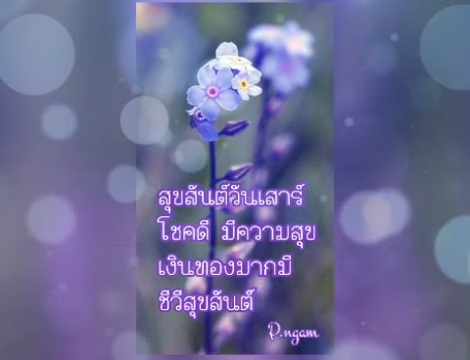 สุขสันต์วันเสาร์
โชคดี มีความสุข
เงินทองมากมี
ชีวีสุขสันต์
P.ngam